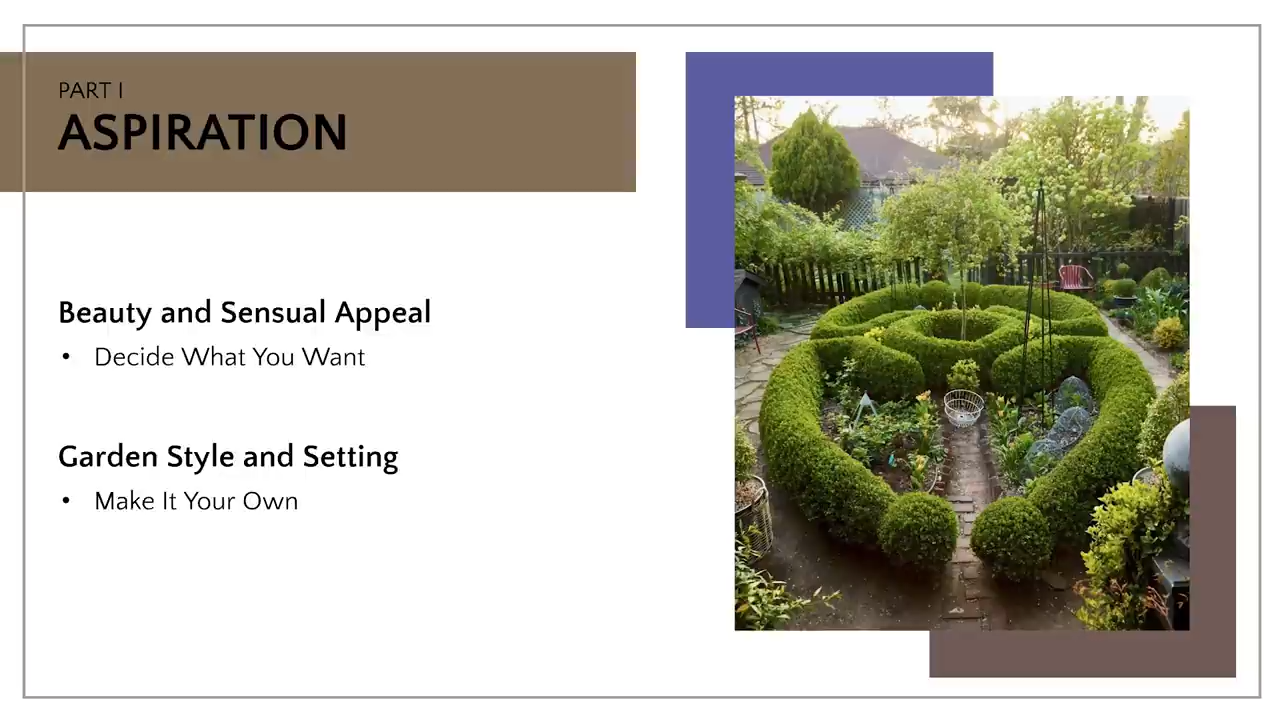 PART I
ASPIRATION
Beauty and Sensual Appeal
• Decide What You Want
Garden Style and Setting
• Make It Your Own